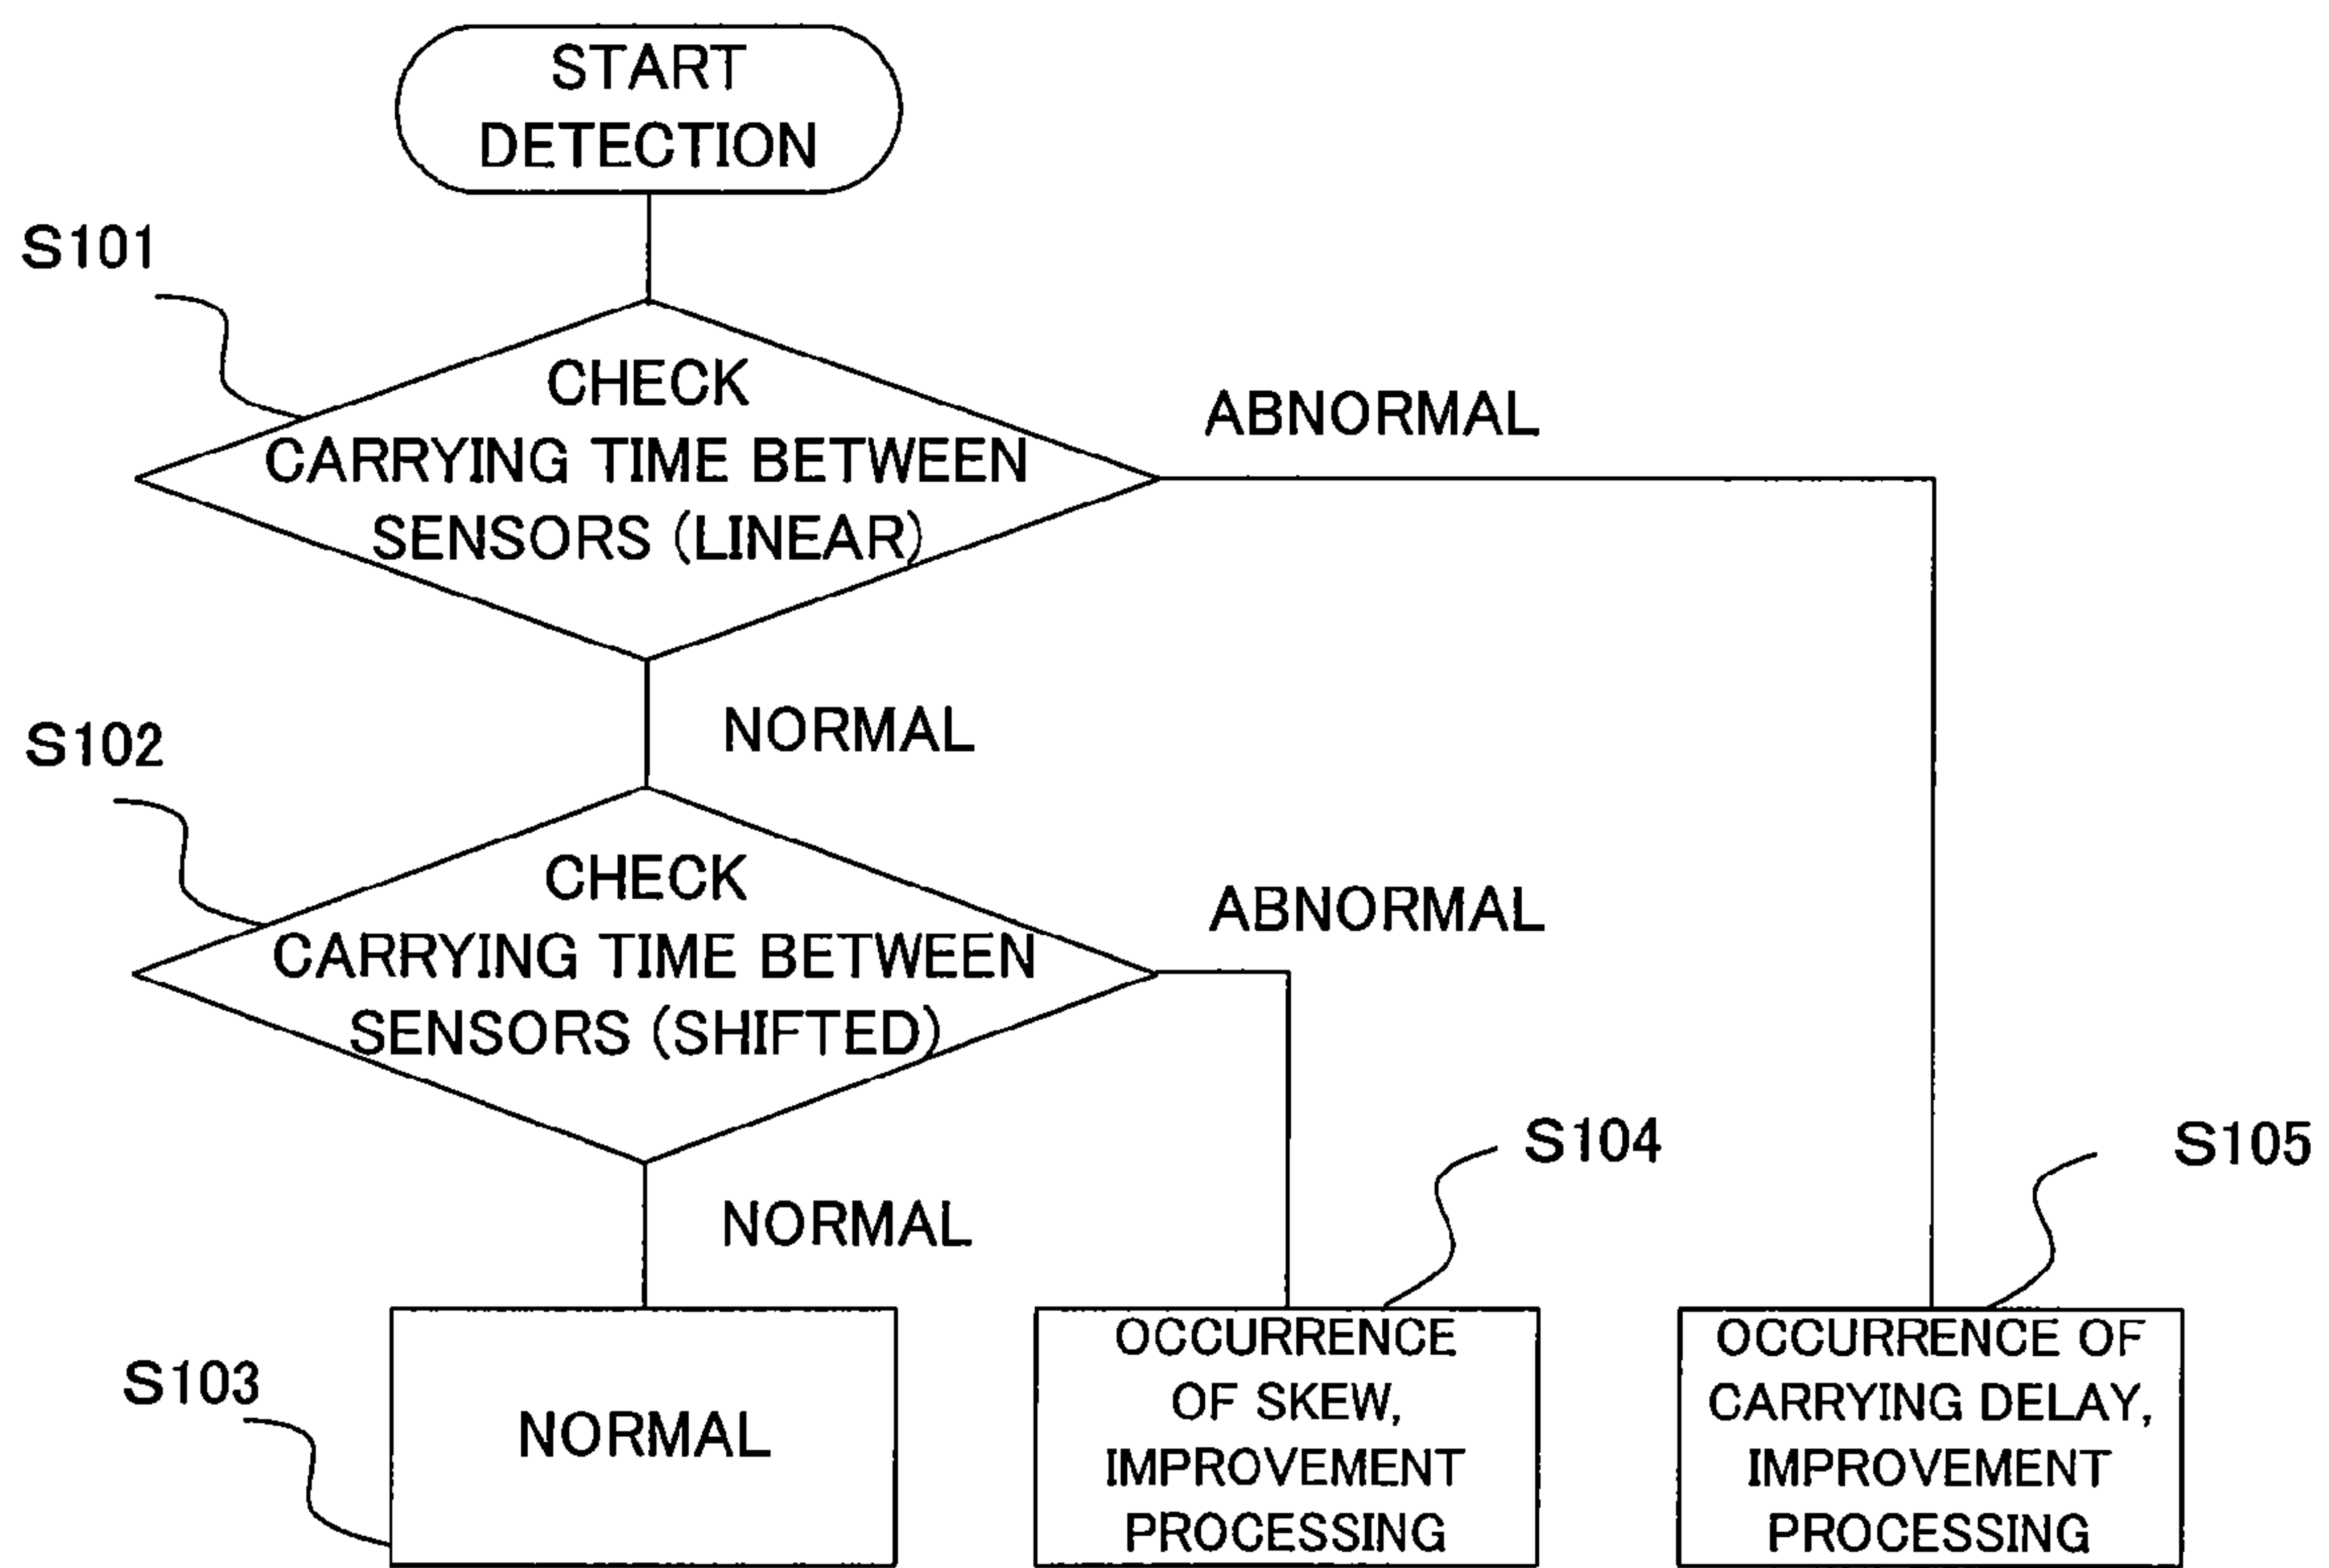 START
DETECTION
S101
CHECK
CARRYING TIME BETWEEN
SENSORS (LINEAR)
ABNORMAL
NORMAL
S102
CHECK
CARRYING TIME BETWEEN
SENSORS (SHIFTED)
ABNORMAL
NORMAL
S103
NORMAL
S104
OCCURRENCE
OF SKEW,
IMPROVEMENT
PROCESSING
S105
OCCURRENCE OF
CARRYING DELAY,
IMPROVEMENT
PROCESSING